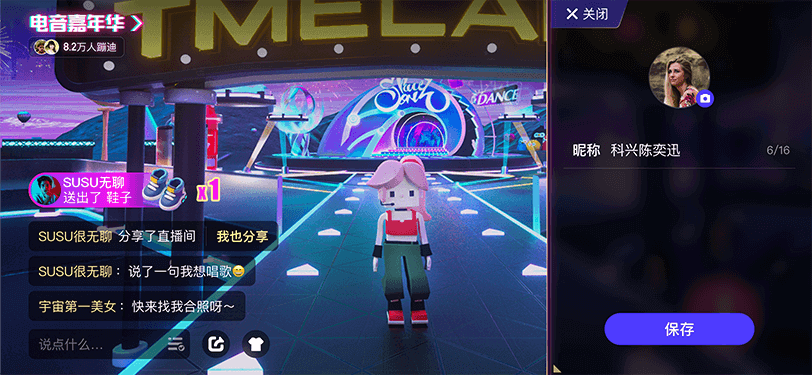 电音嘉年华
8.2万人蹦迪
TMELAN
DANCE
SUSU无聊
送出了 鞋子
x1
SUSU很无聊 分享了直播间 我也分享
SUSU很无聊：说了一句我想唱歌😊
宇宙第一美女：快来找我合照呀～
说点什么...
关闭
昵称 科兴陈奕迅 6/16
保存